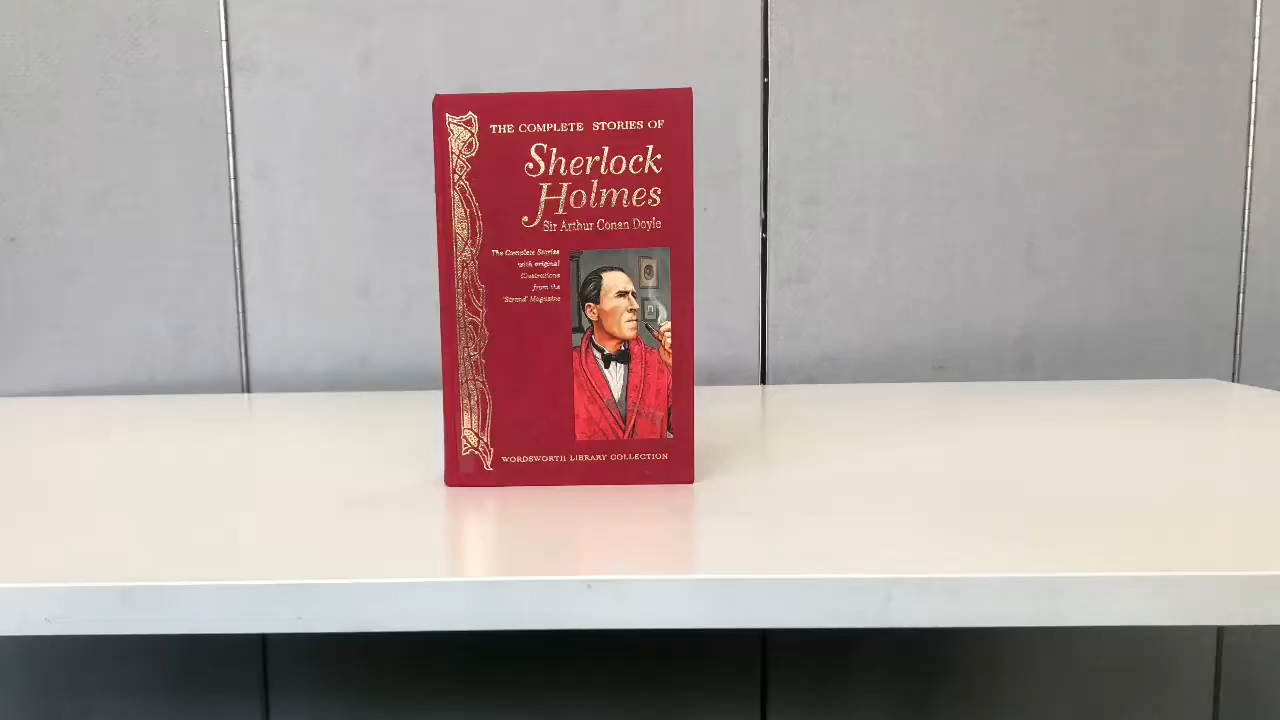 THE COMPLETE STORIES OF
Sherlock
Holmes
Sir Arthur Conan Doyle
The Complete Stories
with original
illustrations
from the
'Strand' Magazine
WORDSWORTH LIBRARY COLLECTION